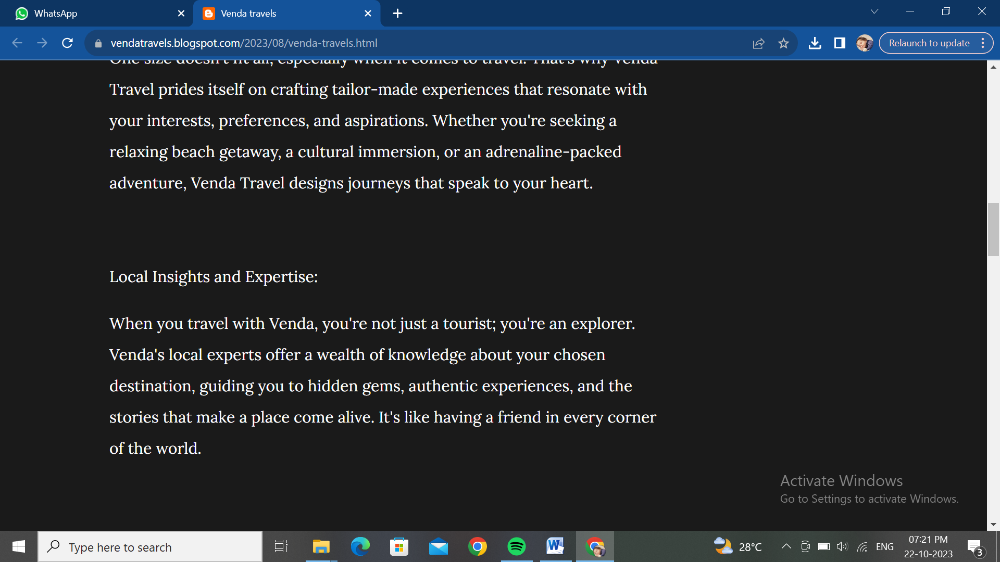 WhatsApp
Venda travels
vendatravels.blogspot.com/2023/08/venda-travels.html
Relaunch to update
One size doesn't fit all, especially when it comes to travel. That's why Venda
Travel prides itself on crafting tailor-made experiences that resonate with
your interests, preferences, and aspirations. Whether you're seeking a
relaxing beach getaway, a cultural immersion, or an adrenaline-packed
adventure, Venda Travel designs journeys that speak to your heart.
Local Insights and Expertise:
When you travel with Venda, you're not just a tourist; you're an explorer.
Venda's local experts offer a wealth of knowledge about your chosen
destination, guiding you to hidden gems, authentic experiences, and the
stories that make a place come alive. It's like having a friend in every corner
of the world.
Activate Windows
Go to Settings to activate Windows.
Type here to search
28°C
ENG
07:21 PM
22-10-2023
3